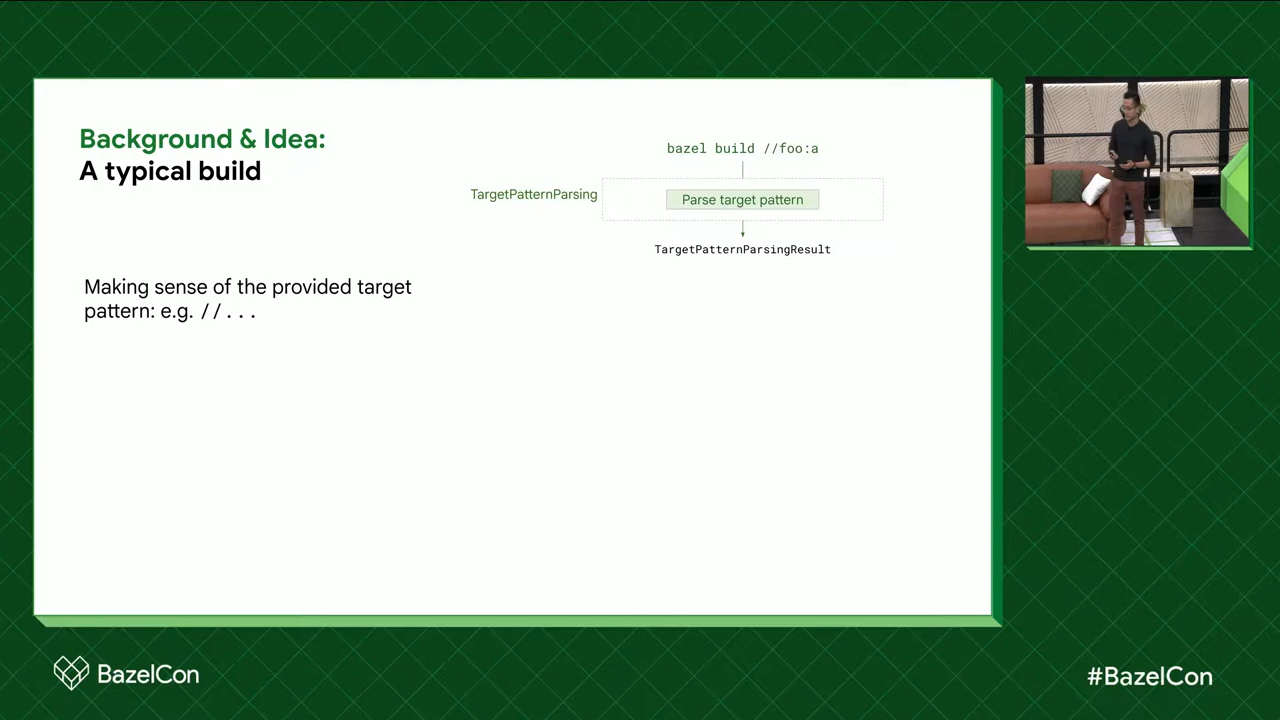 Background & Idea:
A typical build
bazel build //foo:a
TargetPatternParsing
Parse target pattern
TargetPatternParsingResult
Making sense of the provided target
pattern: e.g. //...
BazelCon
#BazelCon